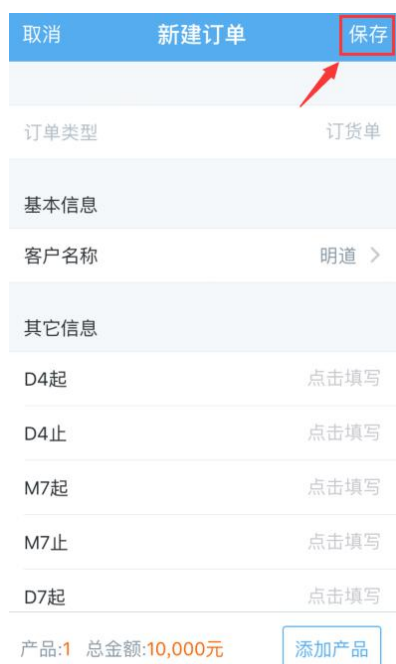 取消 新建订单 保存
订单类型 订货单
基本信息
客户名称 明道
其它信息
D4起 点击填写
D4止 点击填写
M7起 点击填写
M7止 点击填写
D7起 点击填写
产品:1 总金额:10,000元 添加产品